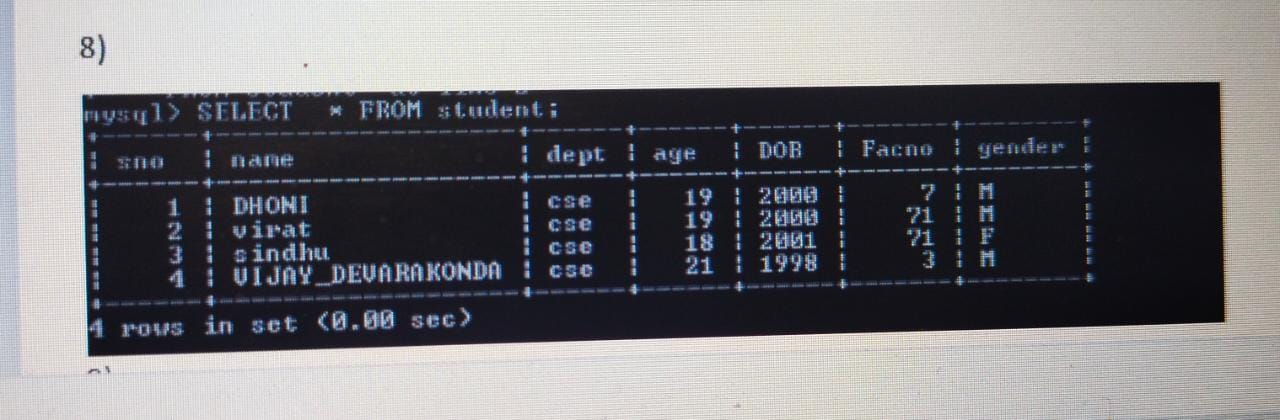 8)
mysql> SELECT * FROM student;
| sno | name | dept | age | DOB | Facno | gender |
| 1 | DHONI | cse | 19 | 2000 | 7 | M |
| 2 | virat | cse | 19 | 2000 | 71 | M |
| 3 | sindhu | cse | 18 | 2001 | 71 | F |
| 4 | VIJAY_DEVARAKONDA | cse | 21 | 1998 | 3 | M |
4 rows in set (0.00 sec)